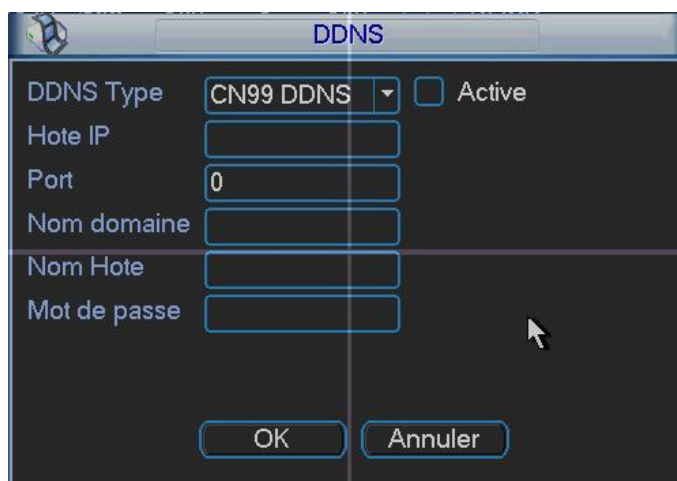 DDNS
DDNS Type CN99 DDNS Active
Hote IP
Port 0
Nom domaine
Nom Hote
Mot de passe
OK Annuler